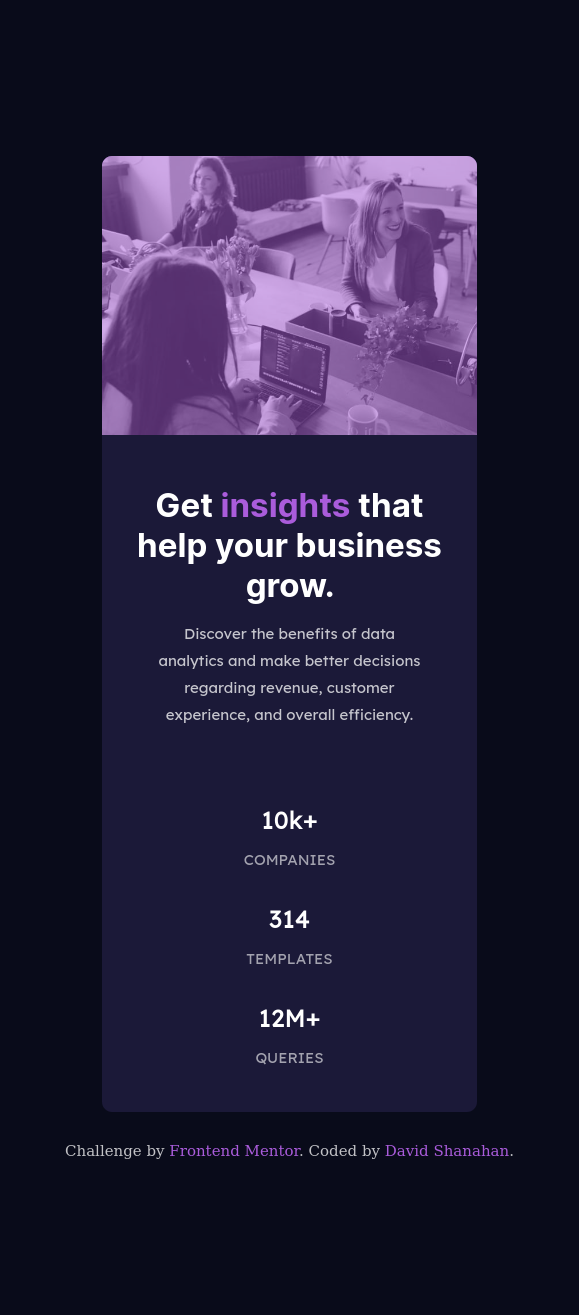 Get insights that
help your business
grow.
Discover the benefits of data
analytics and make better decisions
regarding revenue, customer
experience, and overall efficiency.
10k+
COMPANIES
314
TEMPLATES
12M+
QUERIES
Challenge by Frontend Mentor. Coded by David Shanahan.